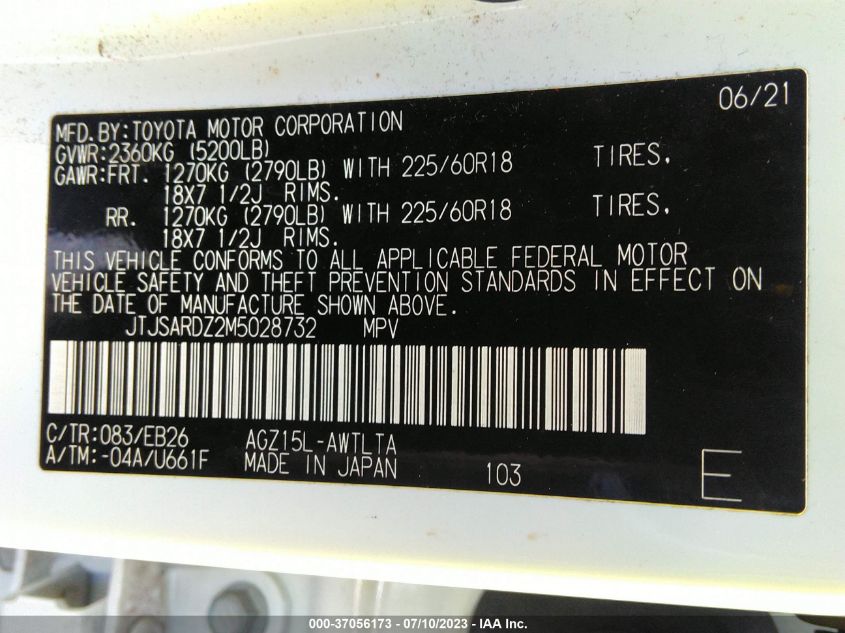 06/21
MFD.BY:TOYOTA MOTOR CORPORATION
GVWR:2360KG (5200LB)
GAWR:FRT. 1270KG (2790LB) WITH 225/60R18 TIRES,
18X7 1/2J RIMS.
RR. 1270KG (2790LB) WITH 225/60R18 TIRES,
18X7 1/2J RIMS.
THIS VEHICLE CONFORMS TO ALL APPLICABLE FEDERAL MOTOR
VEHICLE SAFETY AND THEFT PREVENTION STANDARDS IN EFFECT ON
THE DATE OF MANUFACTURE SHOWN ABOVE.
JTJSARDZ2M5028732 MPV
C/TR:083/EB26 AGZ15L-AWTLTA
A/TM:-04A/U661F MADE IN JAPAN 103 E
000-37056173 - 07/10/2023 - IAA Inc.